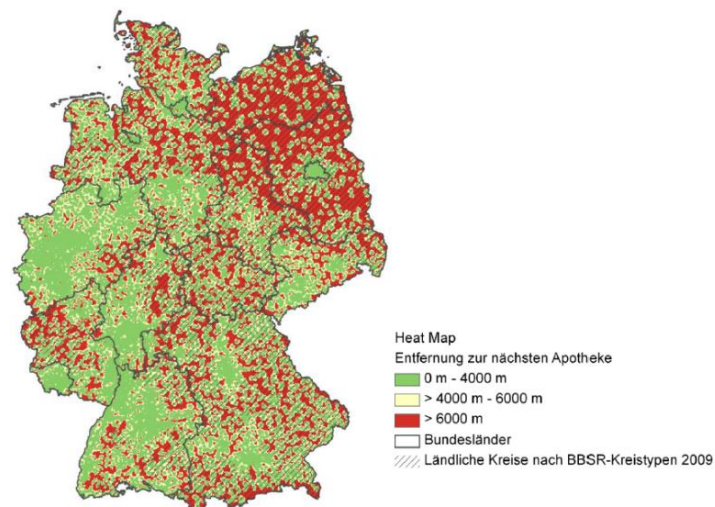 Heat Map
Entfernung zur nächsten Apotheke
0 m - 4000 m
> 4000 m - 6000 m
> 6000 m
Bundesländer
Ländliche Kreise nach BBSR-Kreistypen 2009